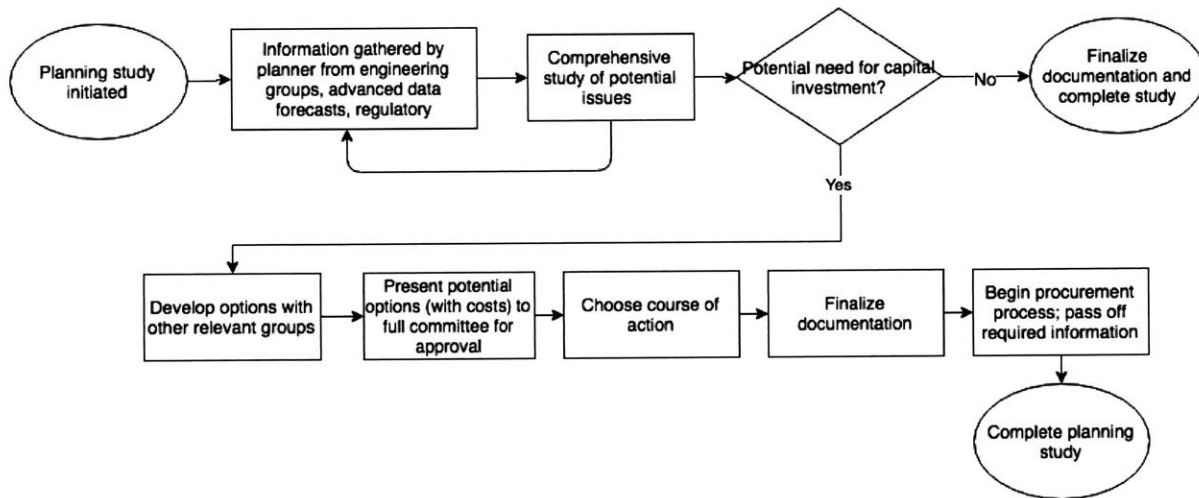 Planning study
initiated
Information gathered by
planner from engineering
groups, advanced data
forecasts, regulatory
Comprehensive
study of potential
issues
Potential need for capital
investment?
No
Finalize
documentation and
complete study
Yes
Develop options with
other relevant groups
Present potential
options (with costs) to
full committee for
approval
Choose course of
action
Finalize
documentation
Begin procurement
process; pass off
required information
Complete planning
study